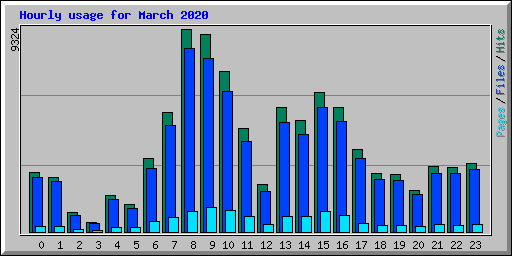 Hourly usage for March 2020
9324
Pages/Files/Hits
0 1 2 3 4 5 6 7 8 9 10 11 12 13 14 15 16 17 18 19 20 21 22 23